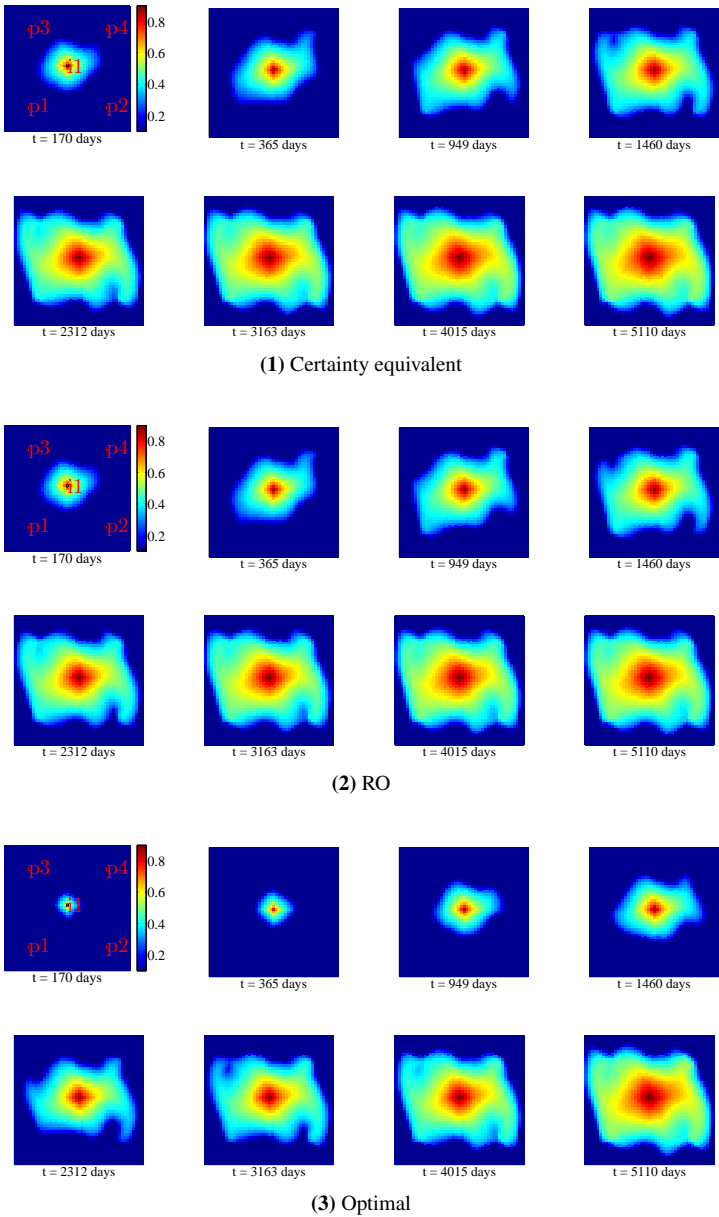 p3 p4 0.8
i1 0.6
0.4
p1 p2 0.2
t = 170 days t = 365 days t = 949 days t = 1460 days
t = 2312 days t = 3163 days t = 4015 days t = 5110 days
(1) Certainty equivalent
p3 p4 0.8
i1 0.6
0.4
p1 p2 0.2
t = 170 days t = 365 days t = 949 days t = 1460 days
t = 2312 days t = 3163 days t = 4015 days t = 5110 days
(2) RO
p3 p4 0.8
i1 0.6
0.4
p1 p2 0.2
t = 170 days t = 365 days t = 949 days t = 1460 days
t = 2312 days t = 3163 days t = 4015 days t = 5110 days
(3) Optimal